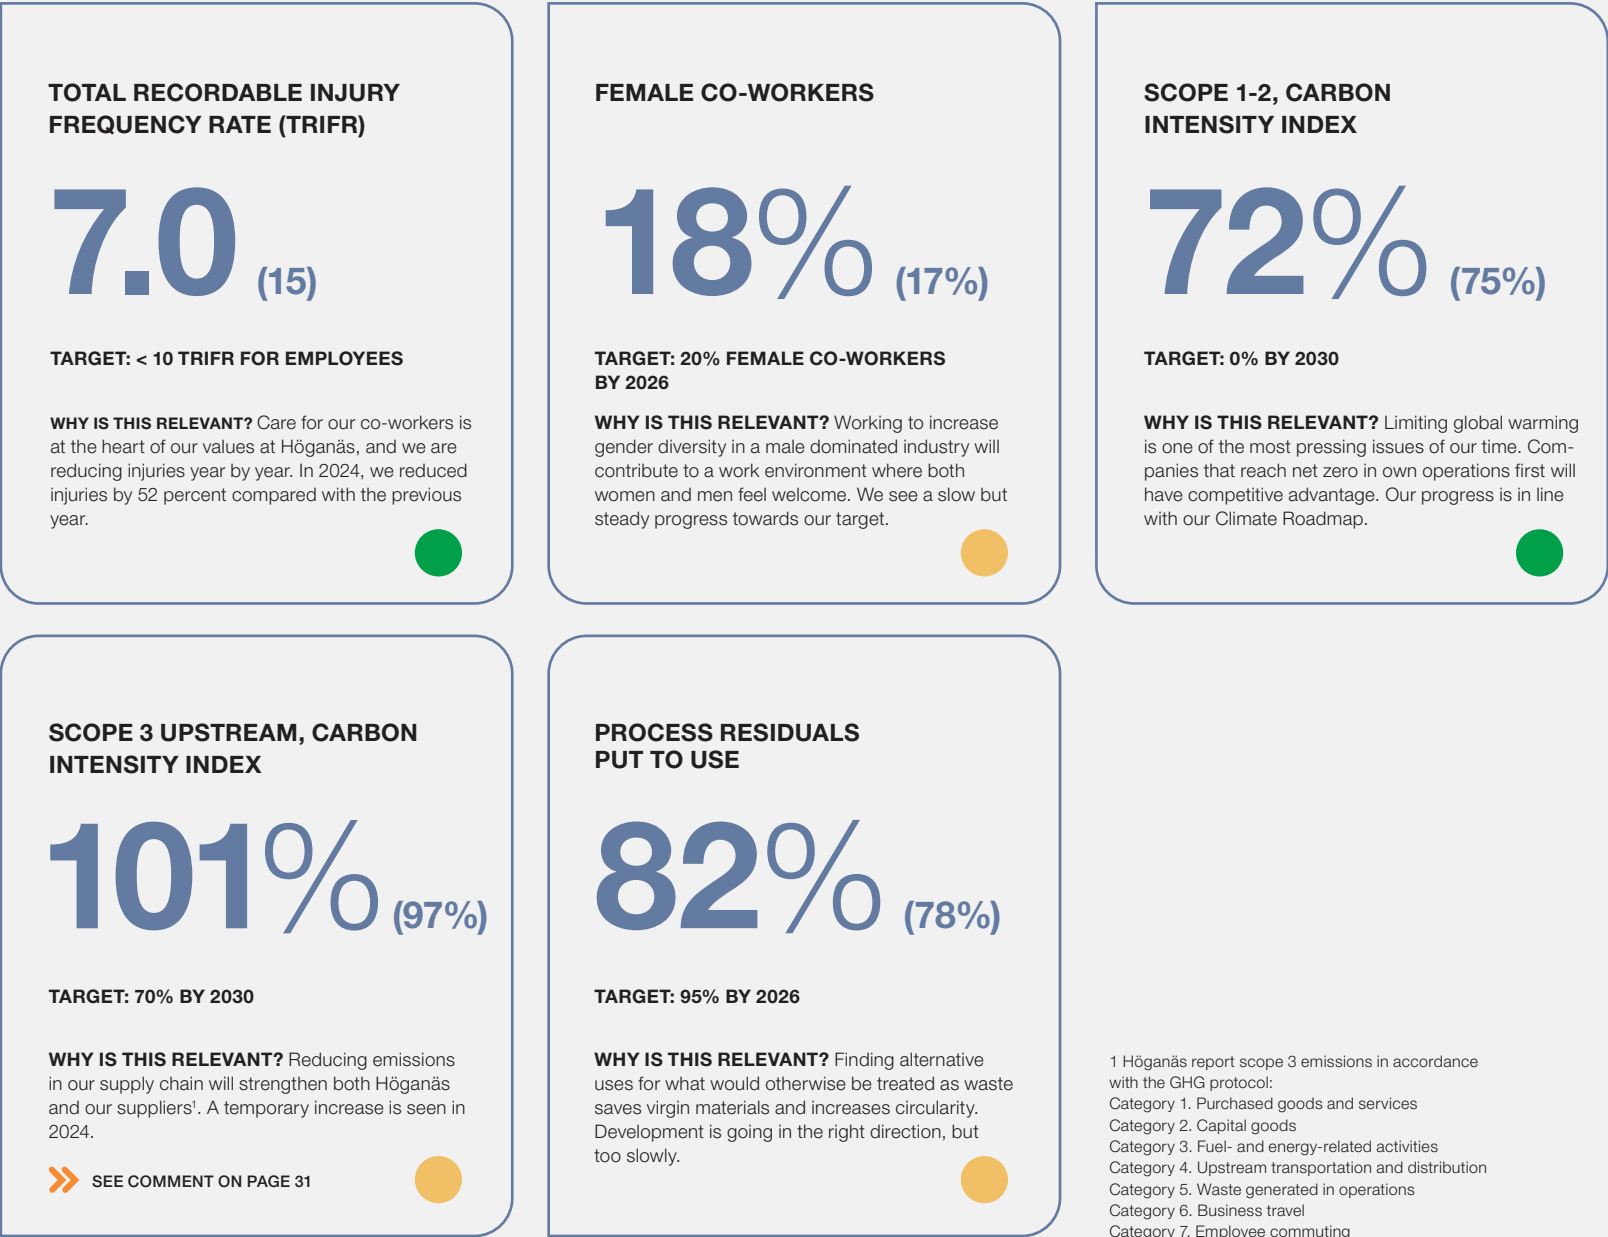 TOTAL RECORDABLE INJURY
FREQUENCY RATE (TRIFR)
7.0 (15)
TARGET: < 10 TRIFR FOR EMPLOYEES
WHY IS THIS RELEVANT? Care for our co-workers is
at the heart of our values at Höganäs, and we are
reducing injuries year by year. In 2024, we reduced
injuries by 52 percent compared with the previous
year.
FEMALE CO-WORKERS
18% (17%)
TARGET: 20% FEMALE CO-WORKERS
BY 2026
WHY IS THIS RELEVANT? Working to increase
gender diversity in a male dominated industry will
contribute to a work environment where both
women and men feel welcome. We see a slow but
steady progress towards our target.
SCOPE 1-2, CARBON
INTENSITY INDEX
72% (75%)
TARGET: 0% BY 2030
WHY IS THIS RELEVANT? Limiting global warming
is one of the most pressing issues of our time. Com-
panies that reach net zero in own operations first will
have competitive advantage. Our progress is in line
with our Climate Roadmap.
SCOPE 3 UPSTREAM, CARBON
INTENSITY INDEX
101% (97%)
TARGET: 70% BY 2030
WHY IS THIS RELEVANT? Reducing emissions
in our supply chain will strengthen both Höganäs
and our suppliers¹. A temporary increase is seen in
2024.
SEE COMMENT ON PAGE 31
PROCESS RESIDUALS
PUT TO USE
82% (78%)
TARGET: 95% BY 2026
WHY IS THIS RELEVANT? Finding alternative
uses for what would otherwise be treated as waste
saves virgin materials and increases circularity.
Development is going in the right direction, but
too slowly.
1 Höganäs report scope 3 emissions in accordance
with the GHG protocol:
Category 1. Purchased goods and services
Category 2. Capital goods
Category 3. Fuel- and energy-related activities
Category 4. Upstream transportation and distribution
Category 5. Waste generated in operations
Category 6. Business travel
Category 7. Employee commuting